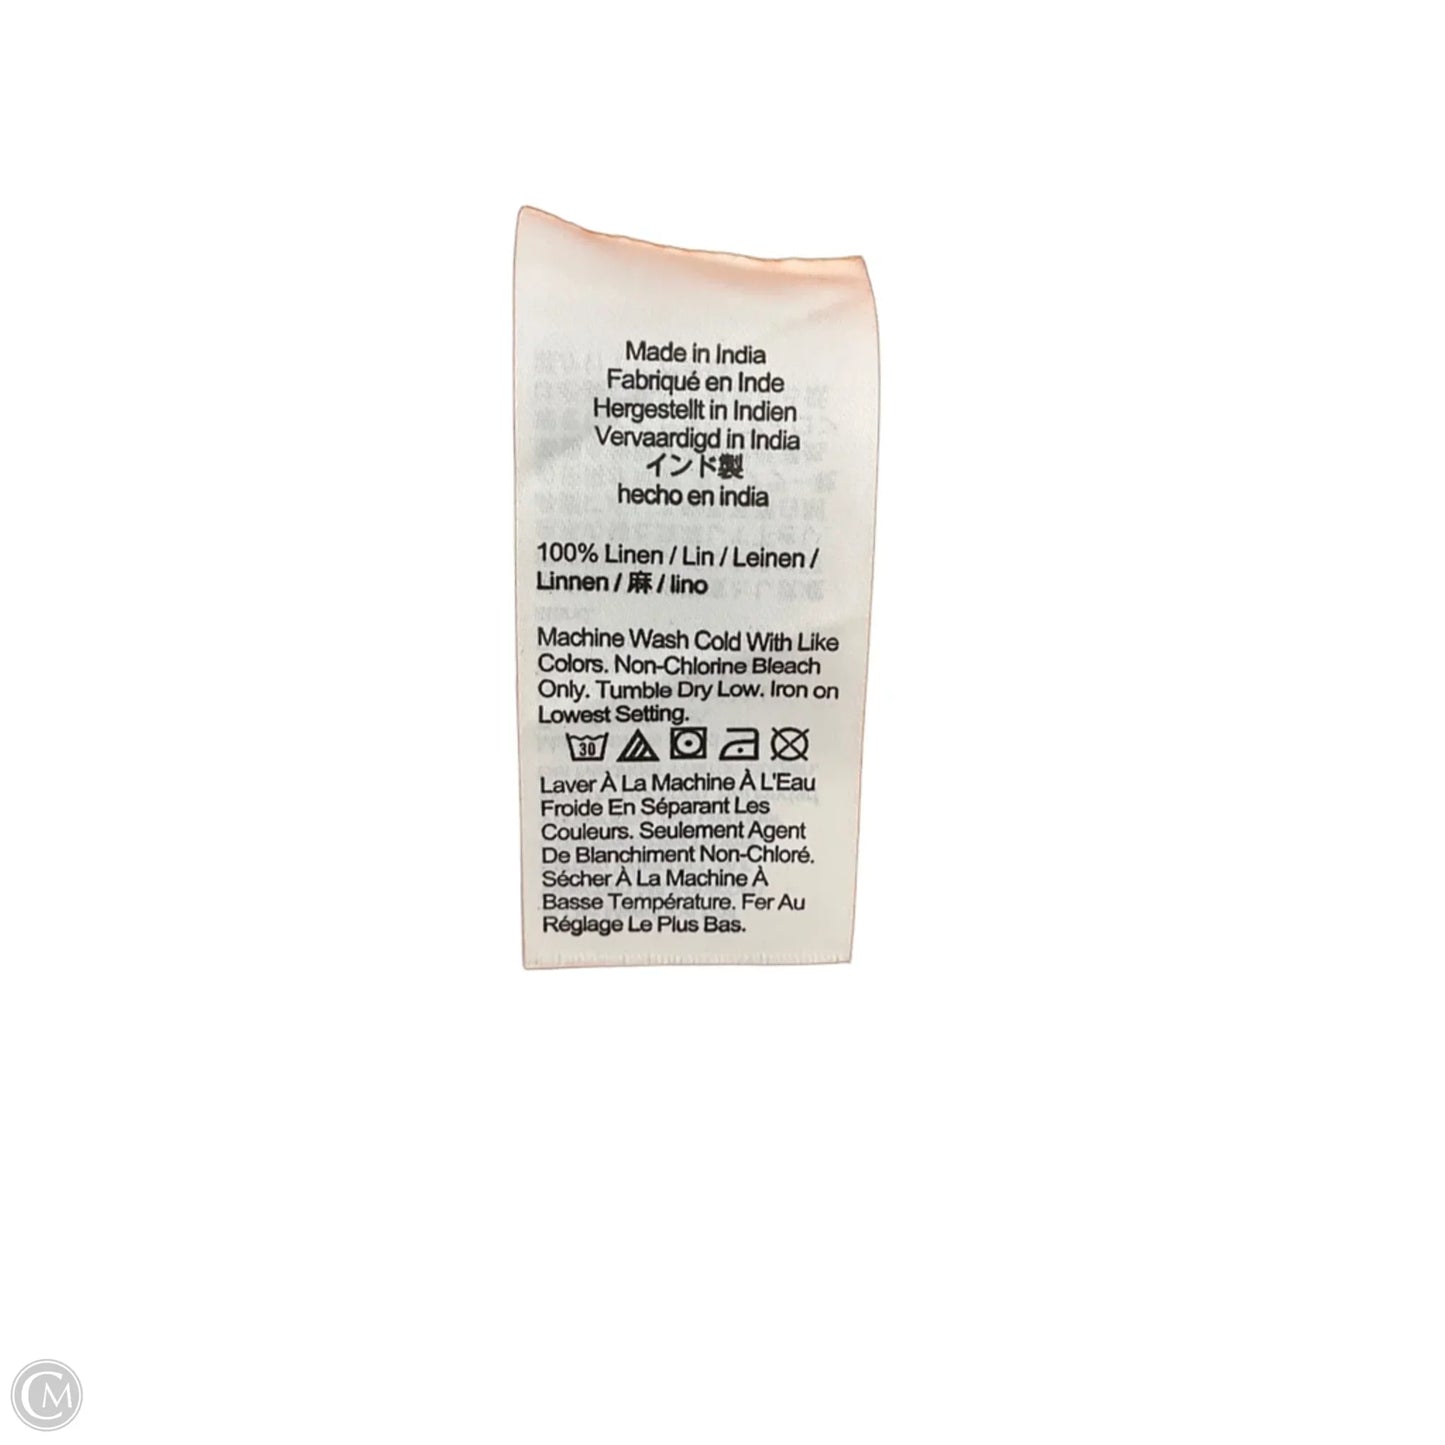 Made in India
Fabriqué en Inde
Hergestellt in Indien
Vervaardigd in India
インド製
hecho en india
100% Linen / Lin / Leinen /
Linnen / 麻 / lino
Machine Wash Cold With Like
Colors. Non-Chlorine Bleach
Only. Tumble Dry Low. Iron on
Lowest Setting.
30
Laver À La Machine À L'Eau
Froide En Séparant Les
Couleurs. Seulement Agent
De Blanchiment Non-Chloré.
Sécher À La Machine À
Basse Température. Fer Au
Réglage Le Plus Bas.
CM